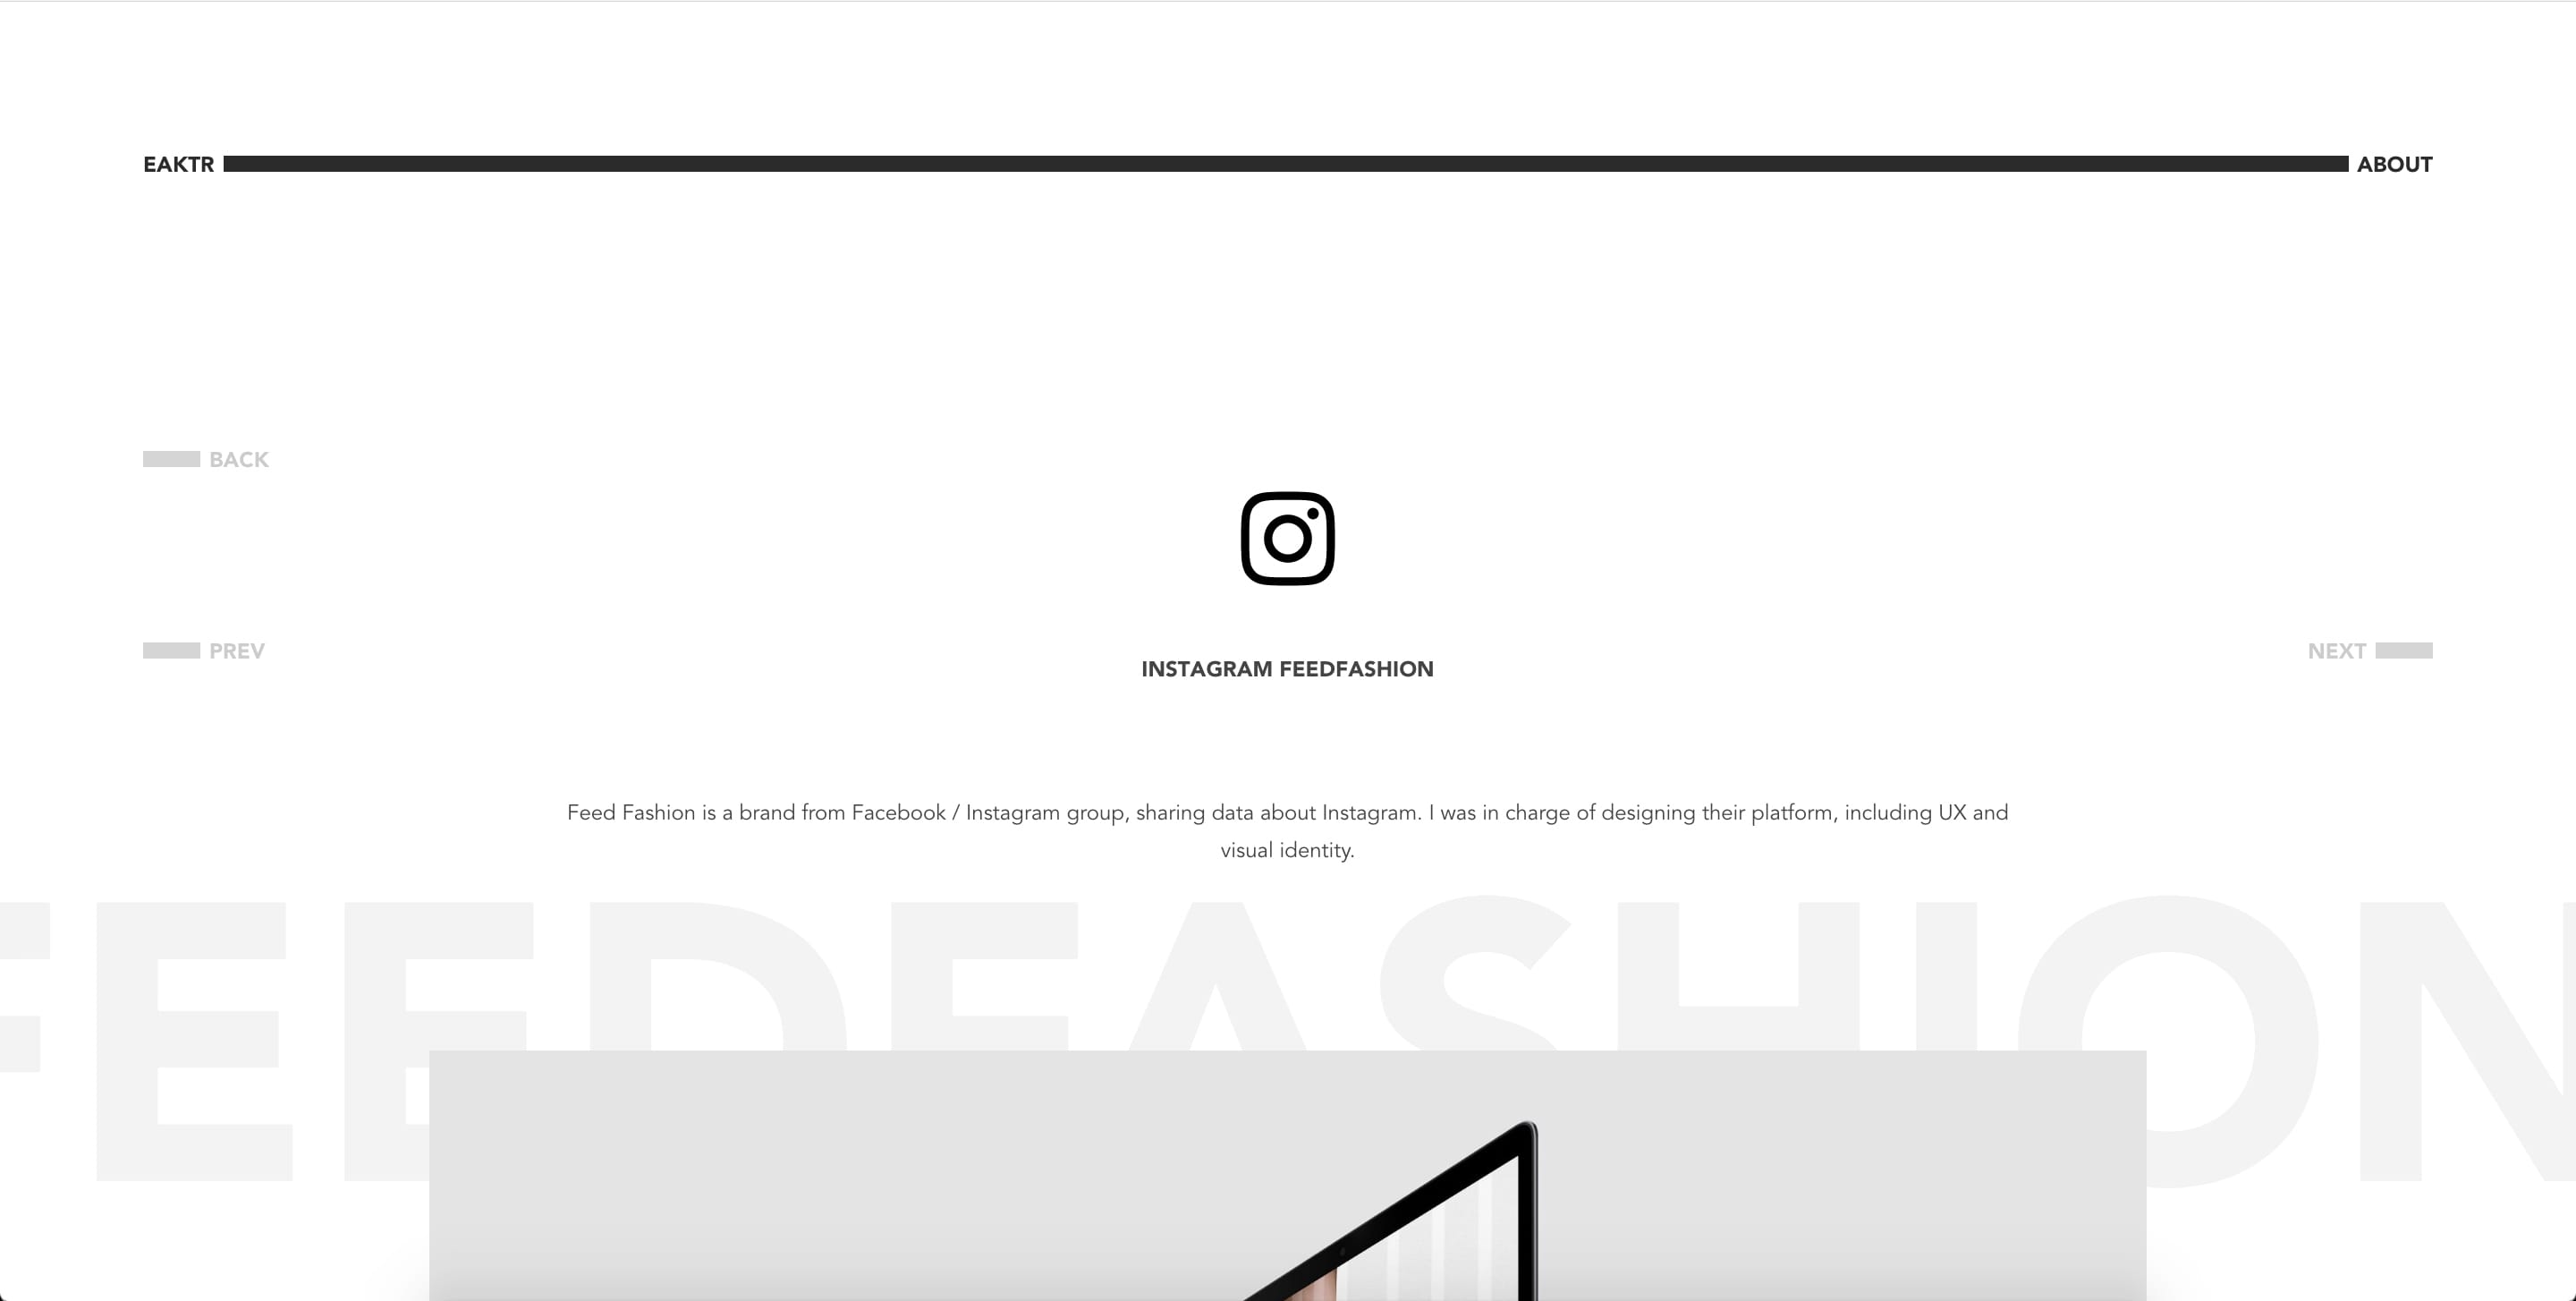 EAKTR ABOUT
BACK
PREV
NEXT
INSTAGRAM FEEDFASHION
Feed Fashion is a brand from Facebook / Instagram group, sharing data about Instagram. I was in charge of designing their platform, including UX and
visual identity.
FEEDFASHION